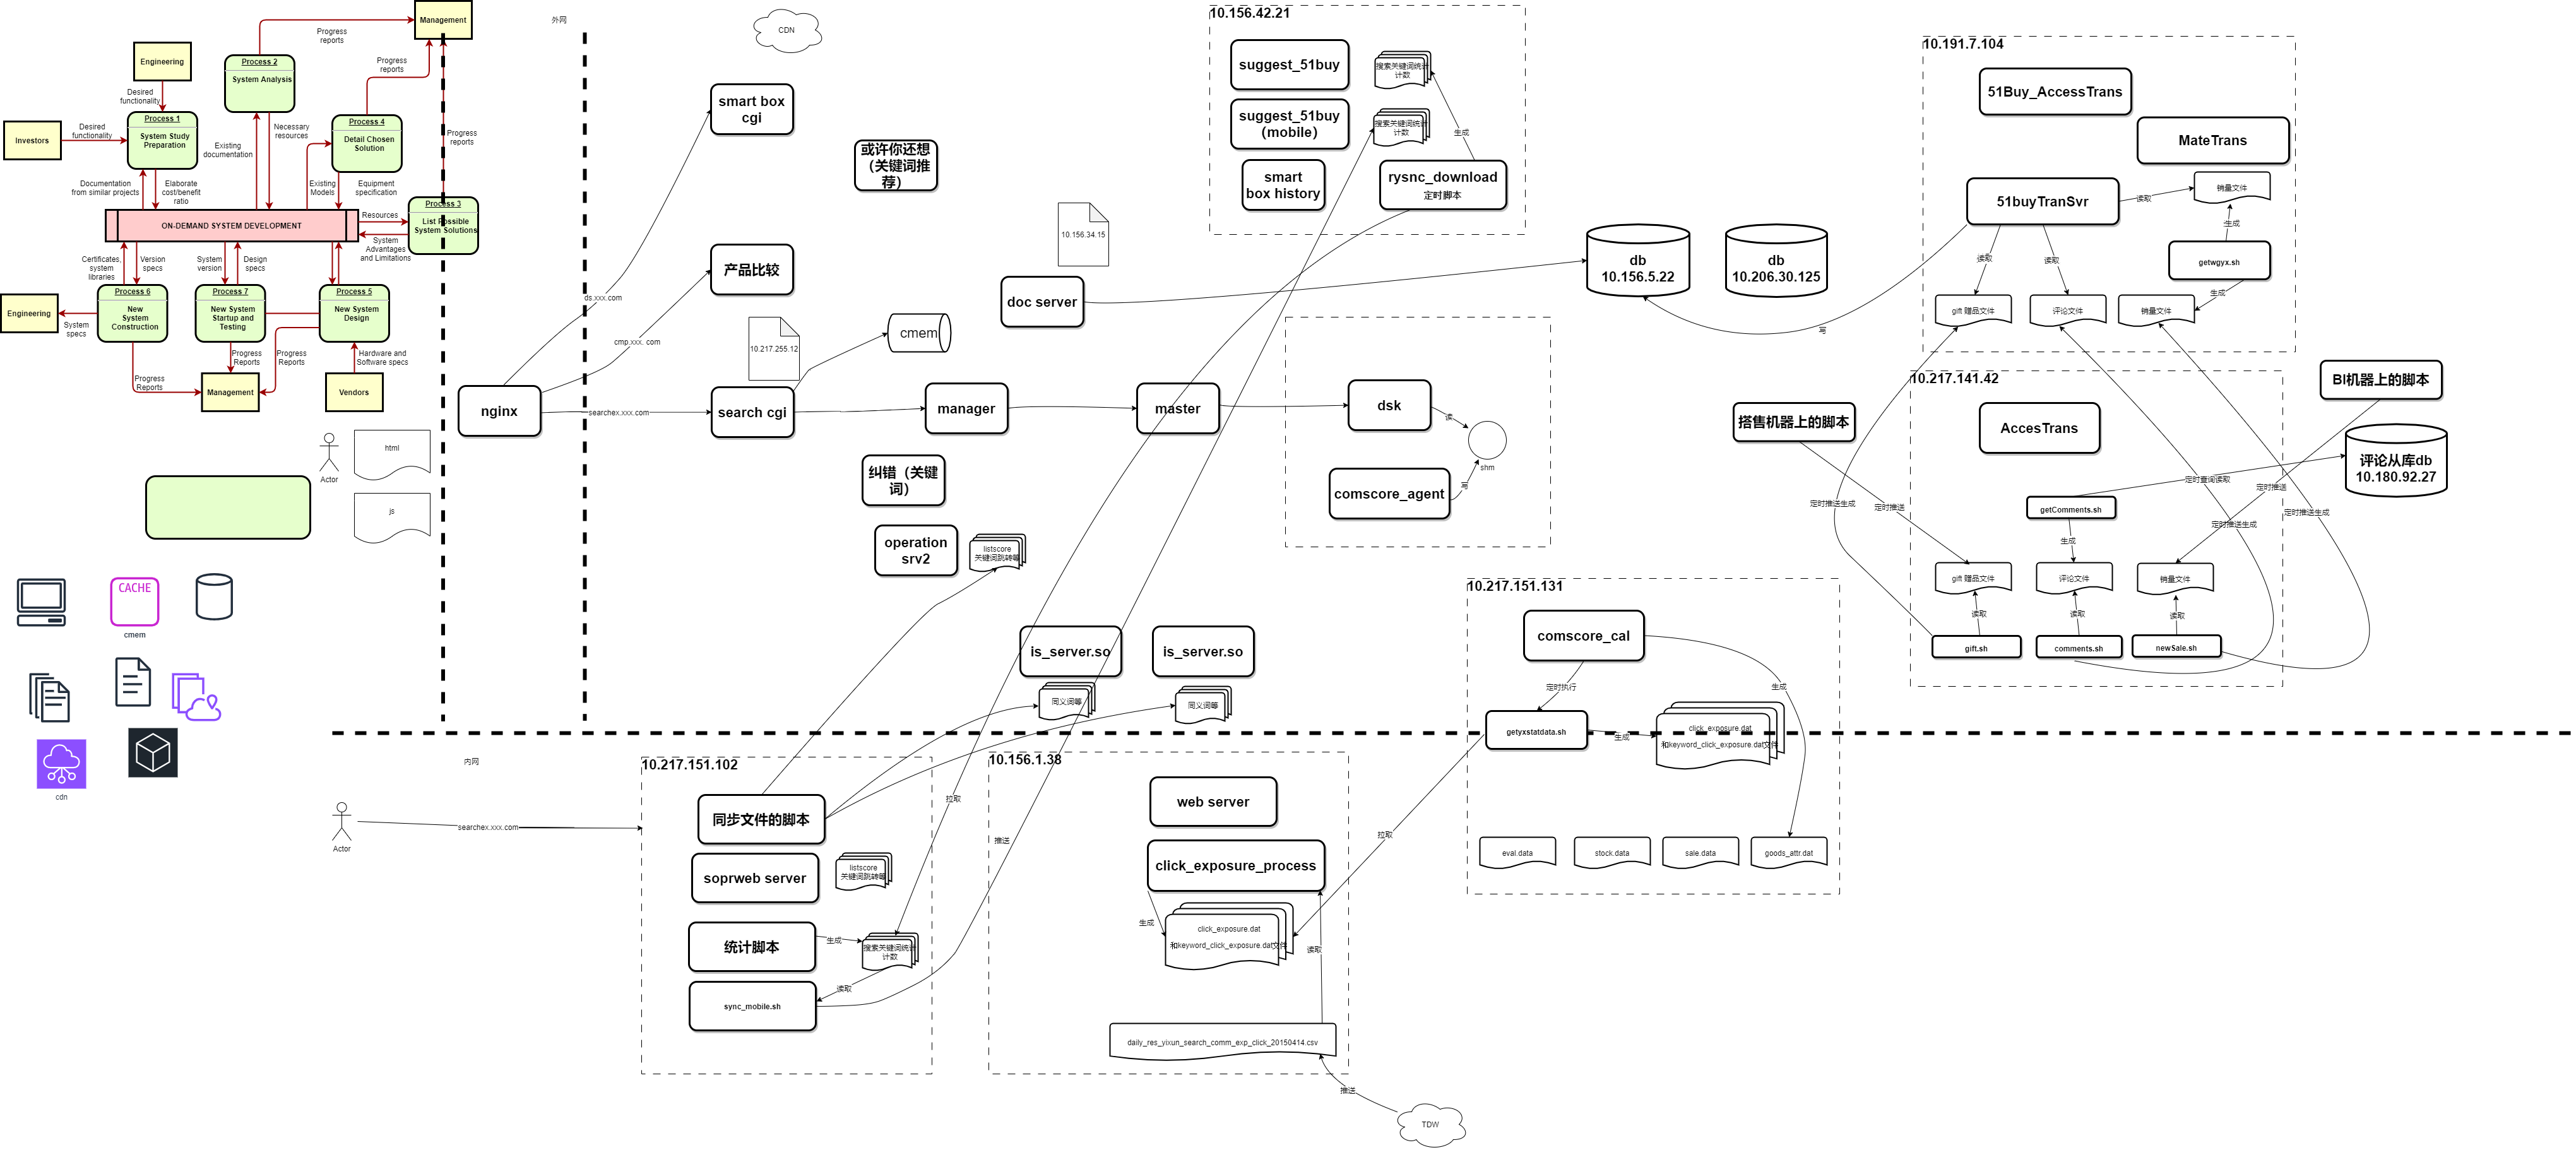 Management
Progress
reports
Engineering
Process 2
System Analysis
Progress
reports
Desired
functionality
Investors
Desired
functionality
Process 1
System Study
Preparation
Existing
documentation
Necessary
resources
Process 4
Detail Chosen
Solution
Progress
reports
Documentation
from similar projects
Elaborate
cost/benefit
ratio
Existing
Models
Equipment
specification
Process 3
List Possible
System Solutions
ON-DEMAND SYSTEM DEVELOPMENT
Resources
System
Advantages
and Limitations
Certificates,
system
libraries
Version
specs
System
version
Design
specs
Engineering
System
specs
Process 6
New
System
Construction
Process 7
New System
Startup and
Testing
Process 5
New System
Design
Progress
Reports
Progress
Reports
Progress
Reports
Hardware and
Software specs
Management
Vendors
Actor
html
js
CACHE
cmem
cdn
外网
CDN
smart box
cgi
或许你还想
（关键词推
荐）
产品比较
ds.xxx.com
cmp.xxx. com
10.217.255.12
cmem
nginx
searchex.xxx.com
search cgi
manager
master
10.156.34.15
doc server
纠错（关键
词）
operation
srv2
listscore
关键词跳转等
is_server.so
同义词等
is_server.so
同义词等
10.156.42.21
suggest_51buy
搜索关键词统计
计数
suggest_51buy
（mobile）
搜索关键词统计
计数
生成
smart
box history
rysnc_download
定时脚本
db
10.156.5.22
db
10.206.30.125
dsk
读
shm
comscore_agent
写
10.191.7.104
51Buy_AccessTrans
MateTrans
51buyTranSvr
读取
销量文件
生成
getwgyx.sh
读取
读取
生成
gift 赠品文件
评论文件
销量文件
写
10.217.141.42
BI机器上的脚本
搭售机器上的脚本
AccesTrans
评论从库db
10.180.92.27
定时查询读取
定时推送
定时推送生成
定时推送
getComments.sh
定时推送生成
定时推送生成
生成
gift 赠品文件
评论文件
销量文件
读取
读取
读取
gift.sh
comments.sh
newSale.sh
10.217.151.131
comscore_cal
定时执行
生成
getyxstatdata.sh
生成
click_exposure.dat
和keyword_click_exposure.dat文件
eval.data
stock.data
sale.data
goods_attr.dat
内网
Actor
searchex.xxx.com
10.217.151.102
同步文件的脚本
soprweb server
listscore
关键词跳转等
统计脚本
生成
搜索关键词统计
计数
读取
sync_mobile.sh
拉取
推送
10.156.1.38
web server
click_exposure_process
生成
click_exposure.dat
和keyword_click_exposure.dat文件
读取
拉取
daily_res_yixun_search_comm_exp_click_20150414.csv
推送
TDW